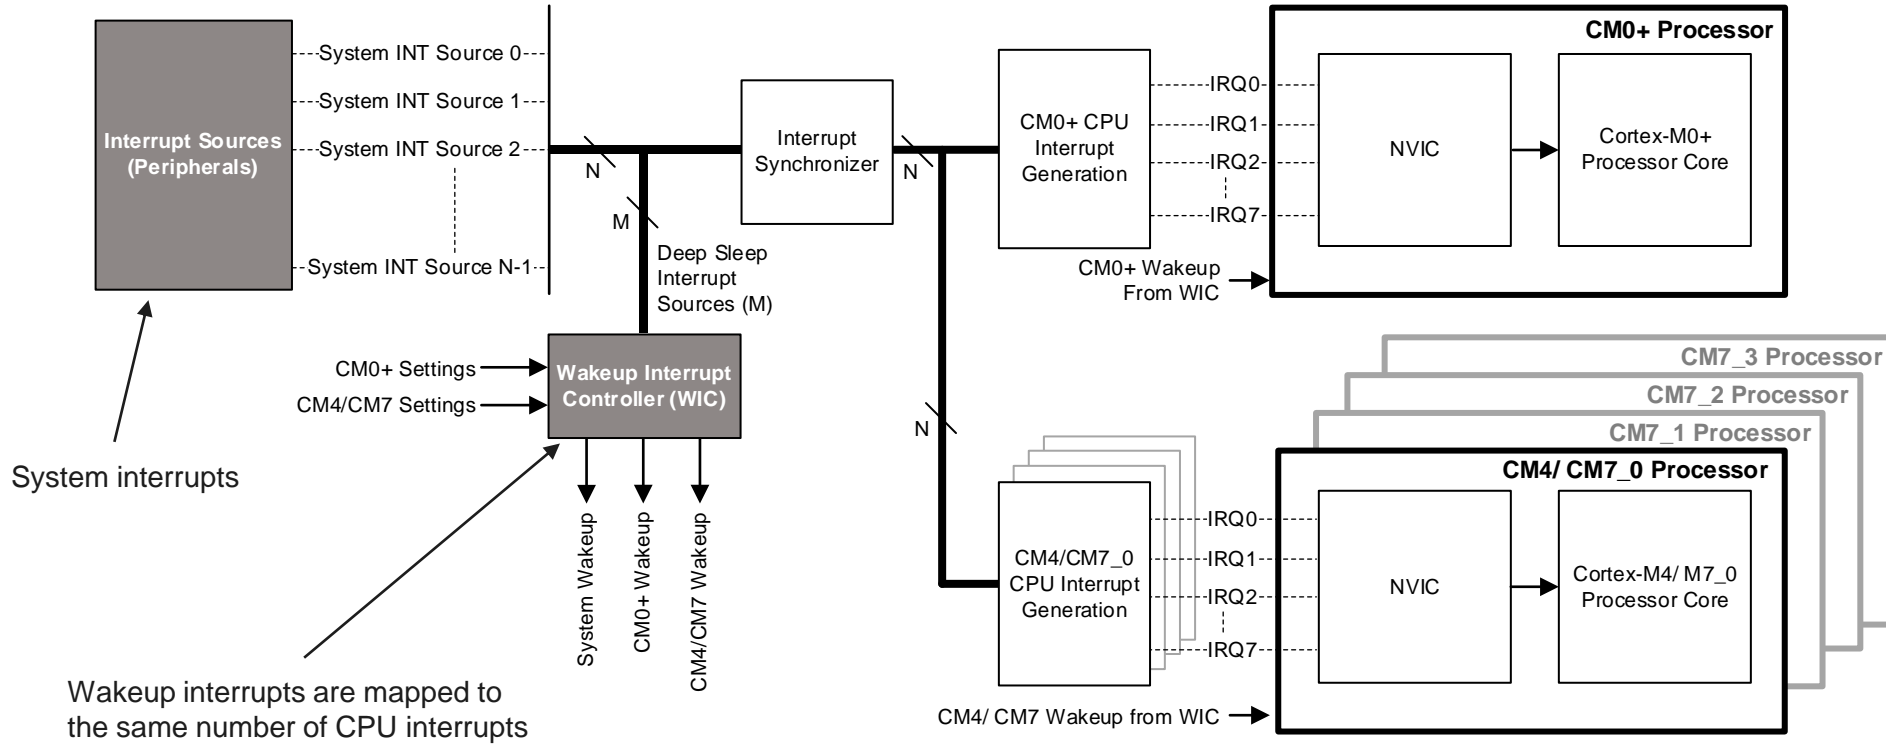 Interrupt Sources
(Peripherals)
System INT Source 0
System INT Source 1
System INT Source 2
System INT Source N-1
N
M
Deep Sleep
Interrupt
Sources (M)
Interrupt
Synchronizer
N
N
CM0+ CPU
Interrupt
Generation
IRQ0
IRQ1
IRQ2
IRQ7
CM0+ Processor
NVIC
Cortex-M0+
Processor Core
CM0+ Wakeup
From WIC
CM0+ Settings
CM4/CM7 Settings
Wakeup Interrupt
Controller (WIC)
System Wakeup
CM0+ Wakeup
CM4/CM7 Wakeup
System interrupts
Wakeup interrupts are mapped to
the same number of CPU interrupts
CM7_3 Processor
CM7_2 Processor
CM7_1 Processor
CM4/ CM7_0 Processor
CM4/CM7_0
CPU Interrupt
Generation
IRQ0
IRQ1
IRQ2
IRQ7
NVIC
Cortex-M4/ M7_0
Processor Core
CM4/ CM7 Wakeup from WIC